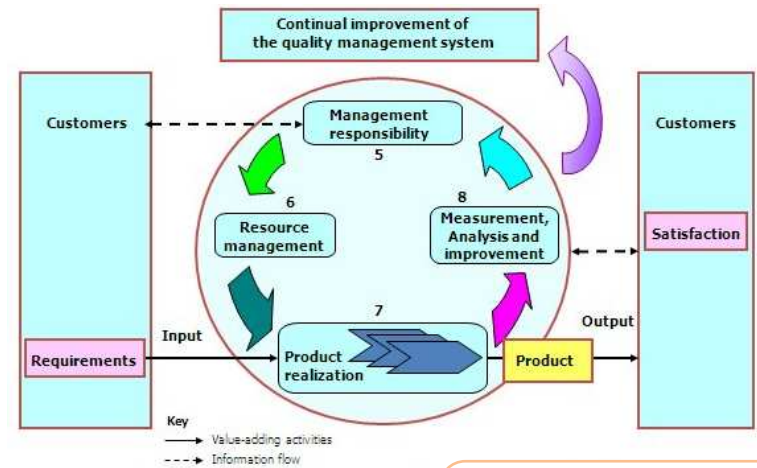 Continual improvement of
the quality management system
Customers
Management
responsibility
5
Customers
6
Resource
management
8
Measurement,
Analysis and
improvement
Satisfaction
7
Input
Output
Requirements
Product
realization
Product
Key
Value-adding activities
Information flow